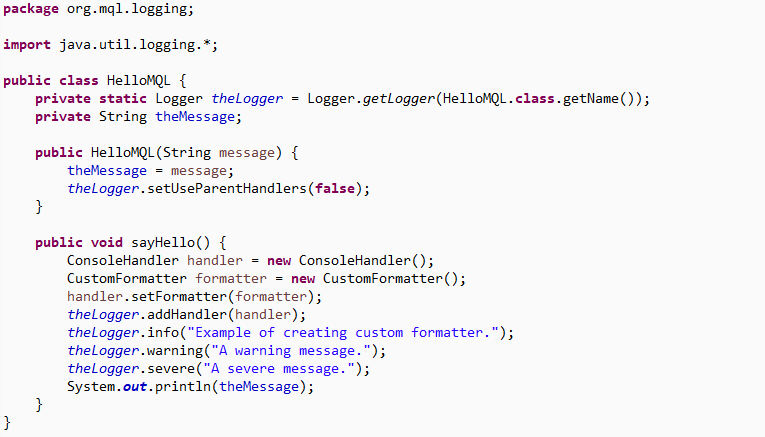 package org.mql.logging;
import java.util.logging.*;
public class HelloMQL {
private static Logger theLogger = Logger.getLogger(HelloMQL.class.getName());
private String theMessage;
public HelloMQL(String message) {
theMessage = message;
theLogger.setUseParentHandlers(false);
}
public void sayHello() {
ConsoleHandler handler = new ConsoleHandler();
CustomFormatter formatter = new CustomFormatter();
handler.setFormatter(formatter);
theLogger.addHandler(handler);
theLogger.info("Example of creating custom formatter.");
theLogger.warning("A warning message.");
theLogger.severe("A severe message.");
System.out.println(theMessage);
}
}